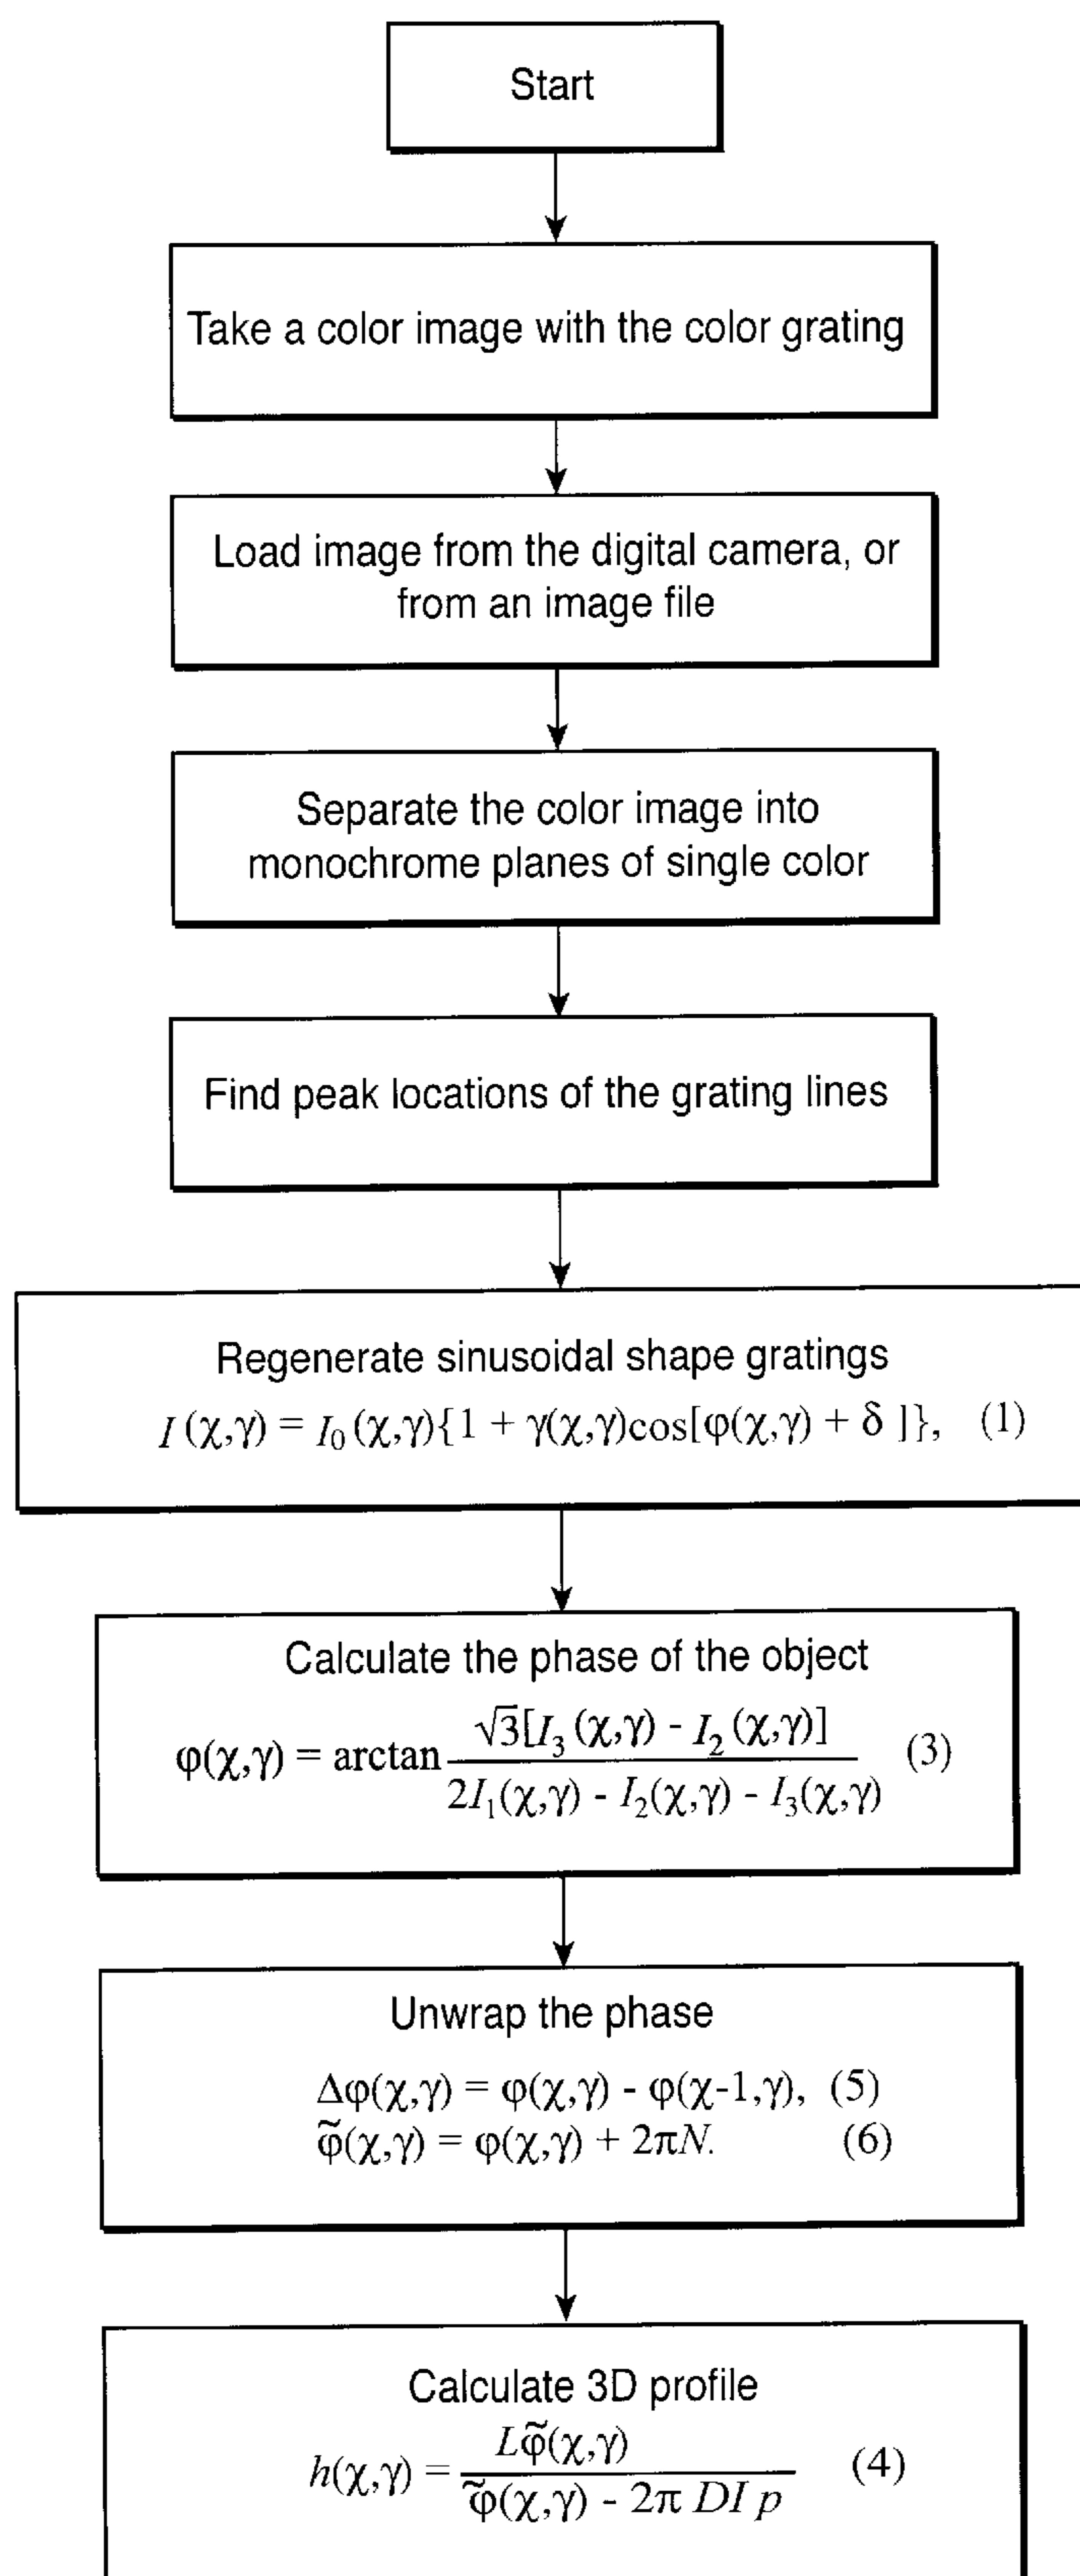 Start
Take a color image with the color grating
Load image from the digital camera, or
from an image file
Separate the color image into
monochrome planes of single color
Find peak locations of the grating lines
Regenerate sinusoidal shape gratings
I (χ,γ) = I₀ (χ,γ){1 + γ(χ,γ)cos[φ(χ,γ) + δ ]}, (1)
Calculate the phase of the object
φ(χ,γ) = arctan √3[I₃ (χ,γ) - I₂ (χ,γ)] / 2I₁(χ,γ) - I₂(χ,γ) - I₃(χ,γ) (3)
Unwrap the phase
Δφ(χ,γ) = φ(χ,γ) - φ(χ-1,γ), (5)
φ̃(χ,γ) = φ(χ,γ) + 2πN. (6)
Calculate 3D profile
h(χ,γ) = Lφ̃(χ,γ) / φ̃(χ,γ) - 2π DI p (4)